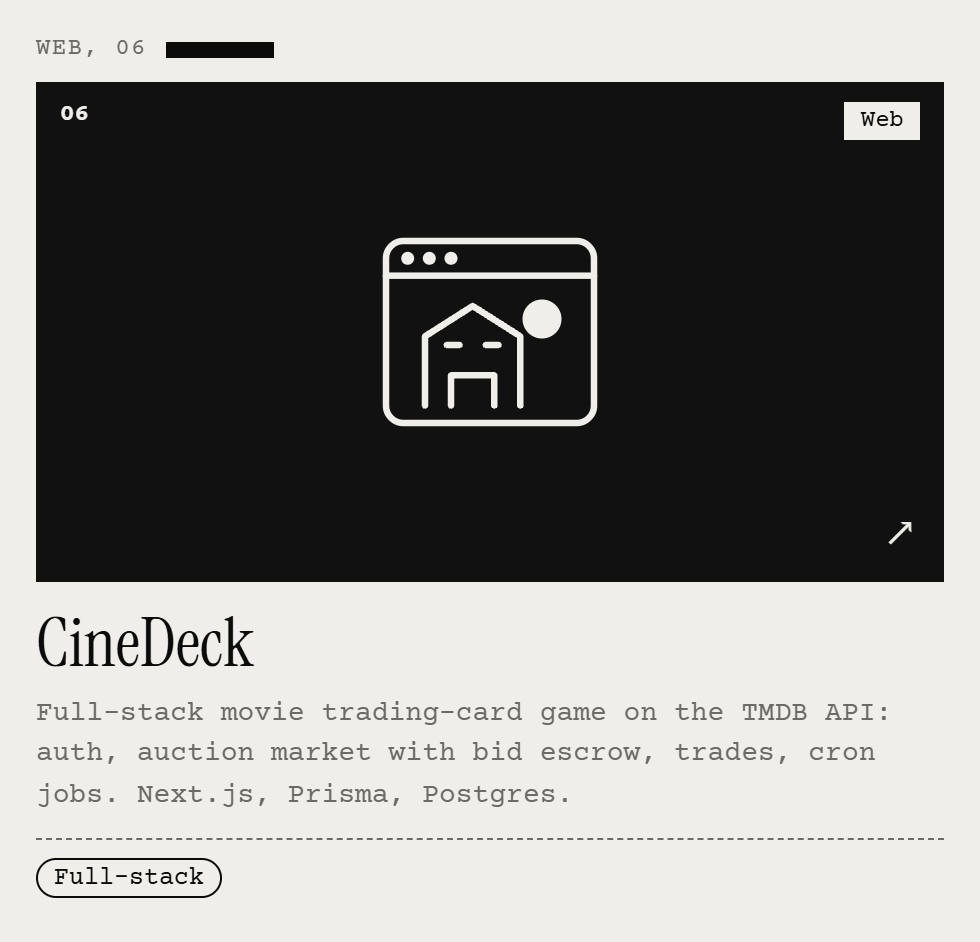 WEB, 06
06
Web
↗
CineDeck
Full-stack movie trading-card game on the TMDB API:
auth, auction market with bid escrow, trades, cron
jobs. Next.js, Prisma, Postgres.
Full-stack